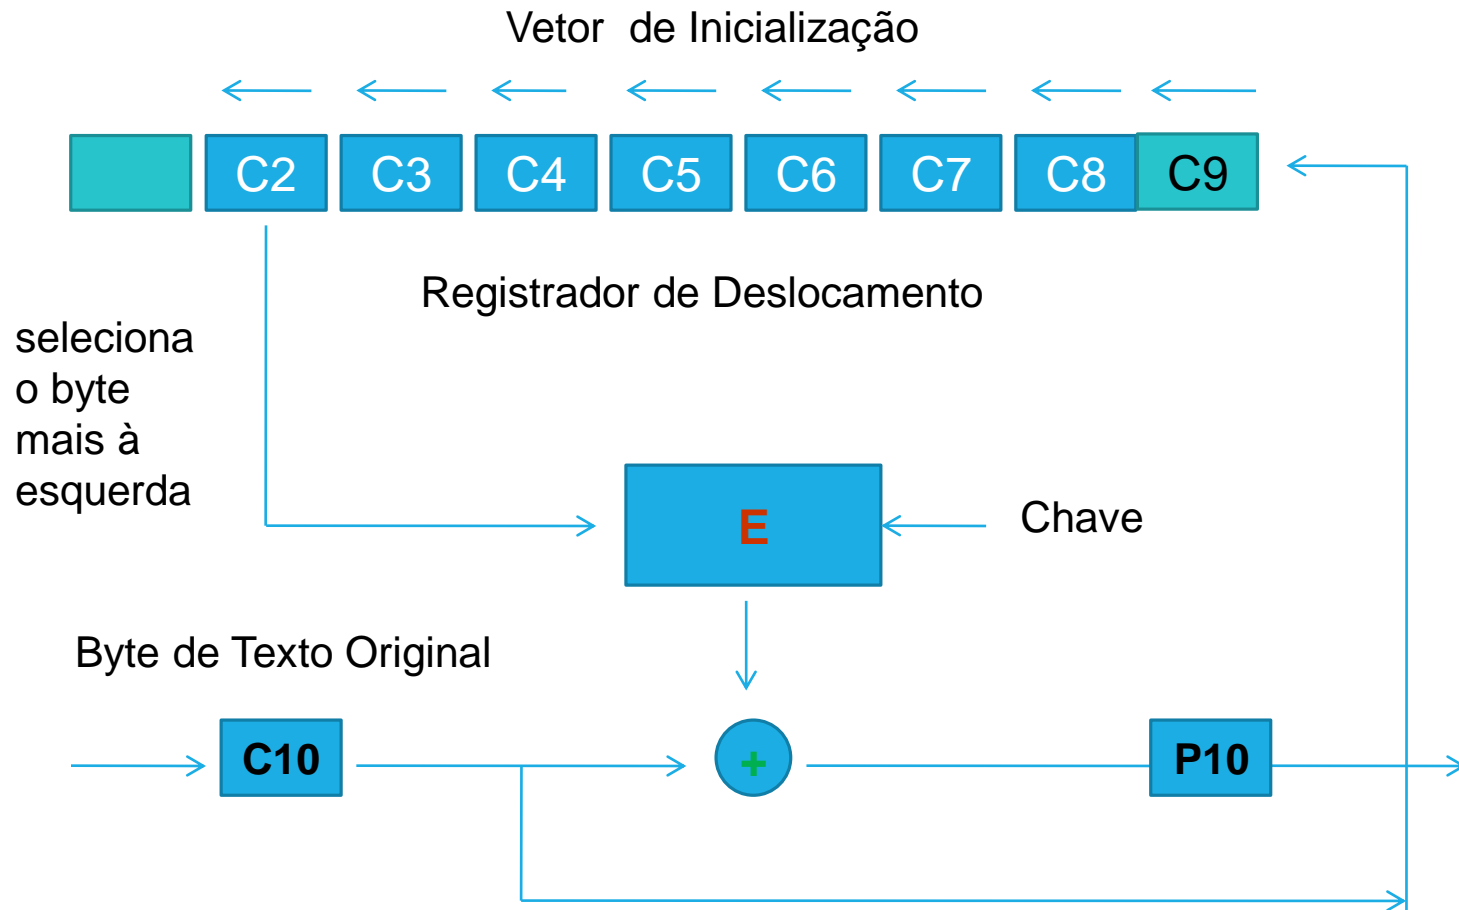 Vetor de Inicialização
C2 C3 C4 C5 C6 C7 C8 C9
Registrador de Deslocamento
seleciona
o byte
mais à
esquerda
E
Chave
Byte de Texto Original
C10 + P10